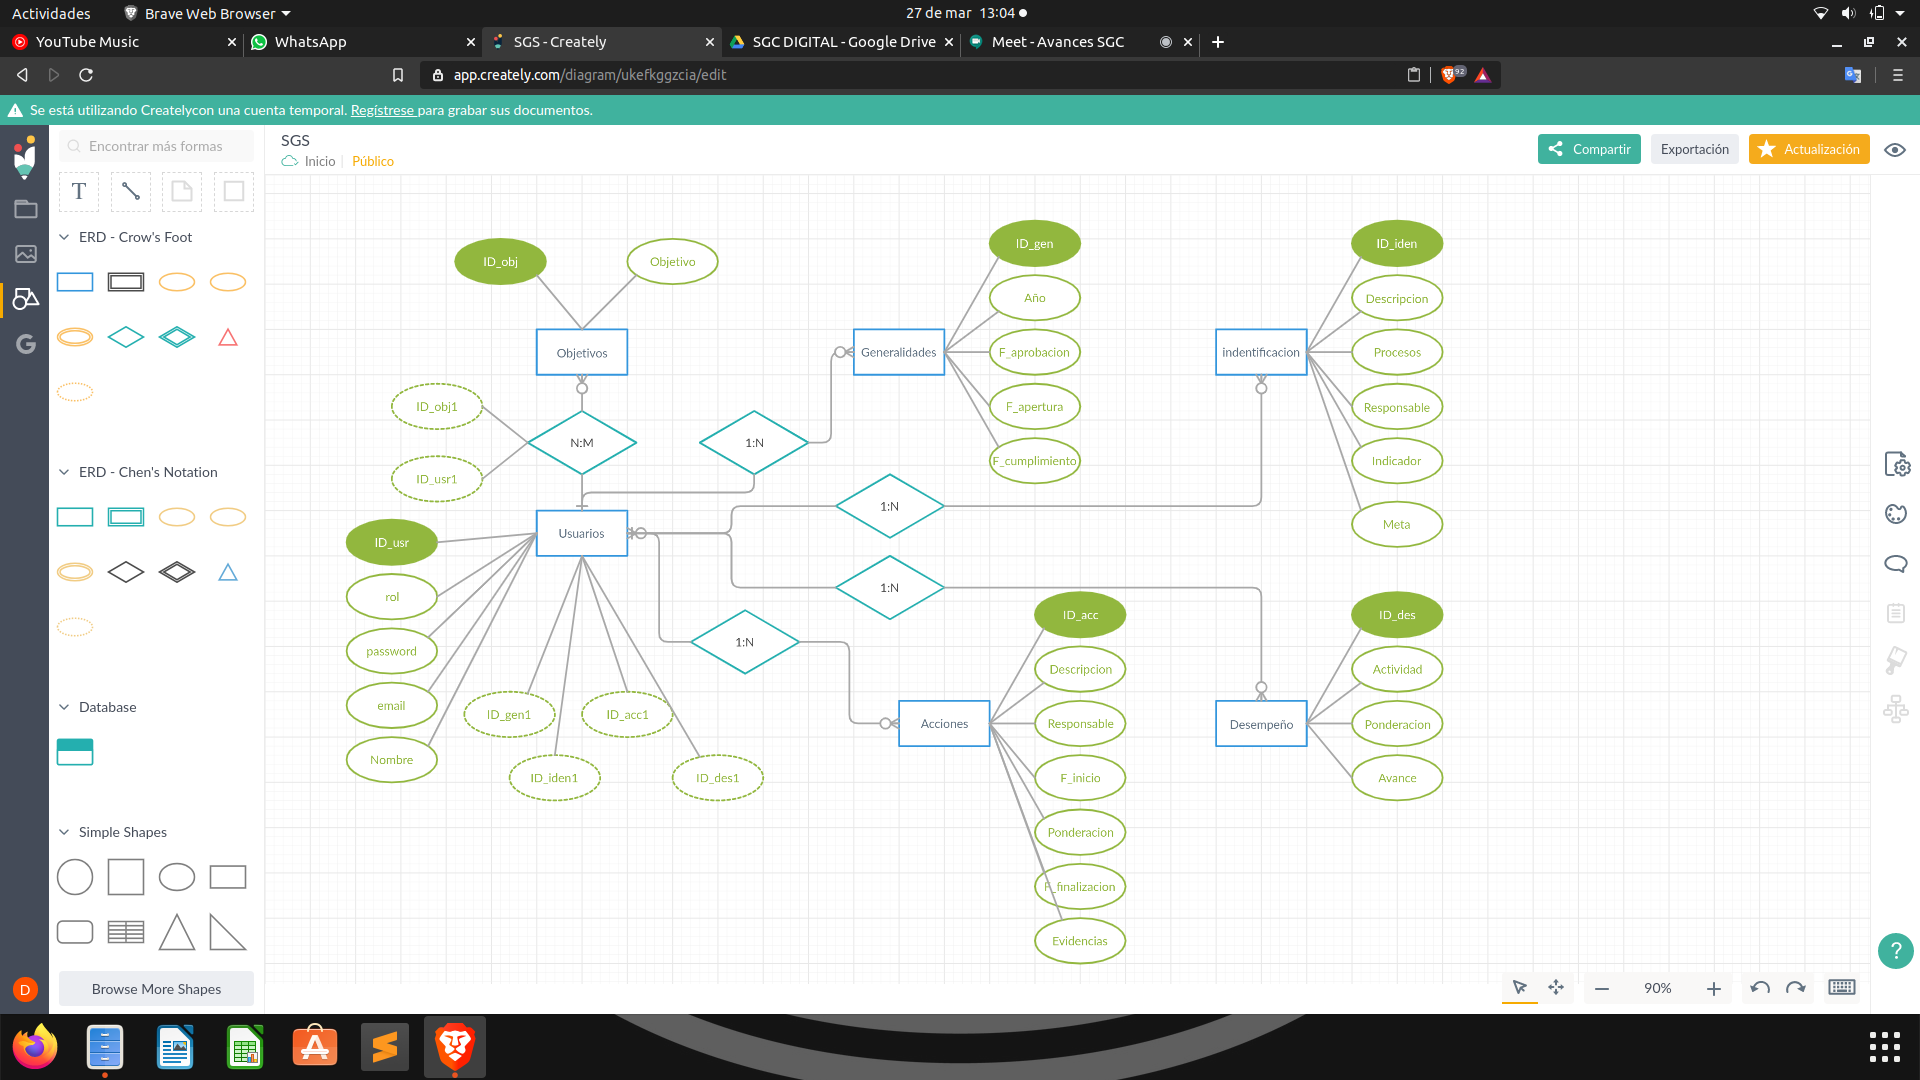 Actividades
Brave Web Browser
27 de mar 13:04
YouTube Music
WhatsApp
SGS - Creately
SGC DIGITAL - Google Drive
Meet - Avances SGC
app.creately.com/diagram/ukefkggzcia/edit
92
Se está utilizando Createlycon una cuenta temporal. Regístrese para grabar sus documentos.
Encontrar más formas
SGS
Inicio
Público
Compartir
Exportación
Actualización
T
ERD - Crow's Foot
ERD - Chen's Notation
Database
Simple Shapes
Browse More Shapes
G
D
ID_obj
Objetivo
Objetivos
ID_obj1
ID_usr1
N:M
1:N
ID_gen
Año
F_aprobacion
F_apertura
F_cumplimiento
Generalidades
ID_iden
Descripcion
Procesos
Responsable
Indicador
Meta
indentificacion
1:N
1:N
1:N
Usuarios
ID_usr
rol
password
email
Nombre
ID_gen1
ID_acc1
ID_iden1
ID_des1
Acciones
ID_acc
Descripcion
Responsable
F_inicio
Ponderacion
F_finalizacion
Evidencias
Desempeño
ID_des
Actividad
Ponderacion
Avance
?
90%